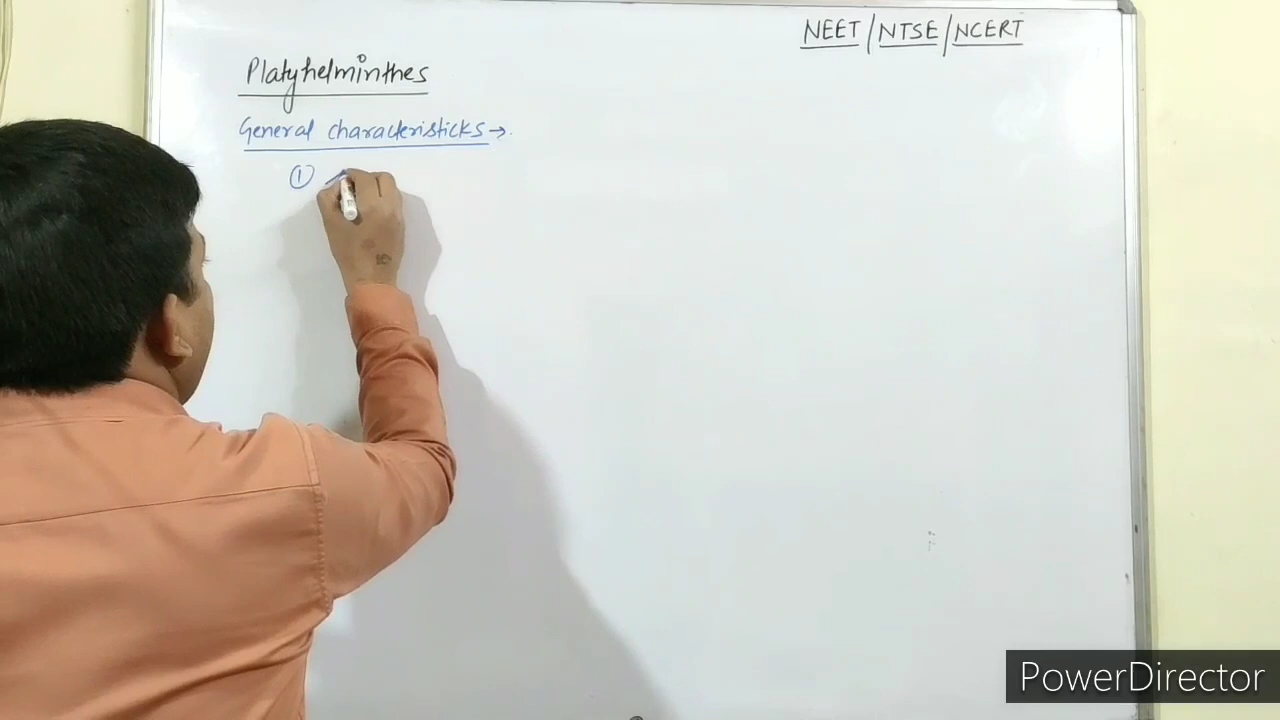 NEET/NTSE/NCERT
Platyhelminthes
General characteristicks →
①
PowerDirector